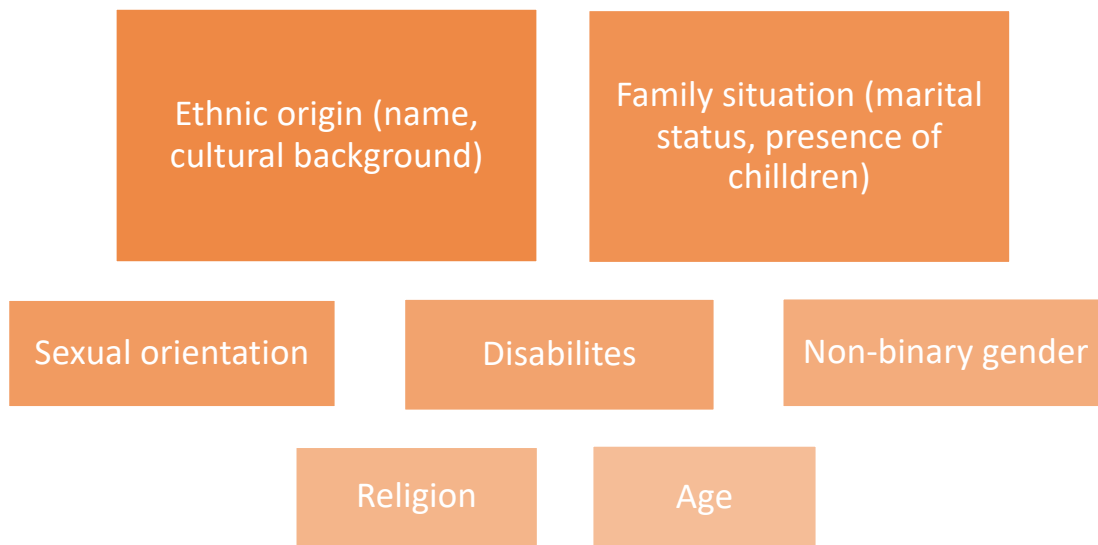 Ethnic origin (name,
cultural background)
Family situation (marital
status, presence of
chilldren)
Sexual orientation
Disabilites
Non-binary gender
Religion
Age